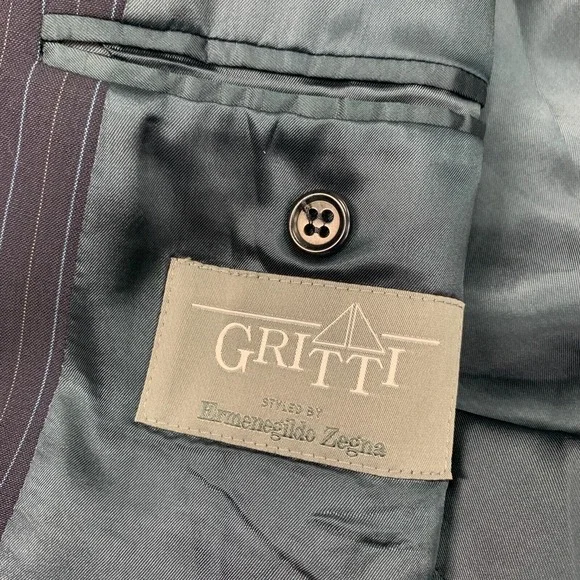 GRITTI
STYLED BY
Ermenegildo Zegna